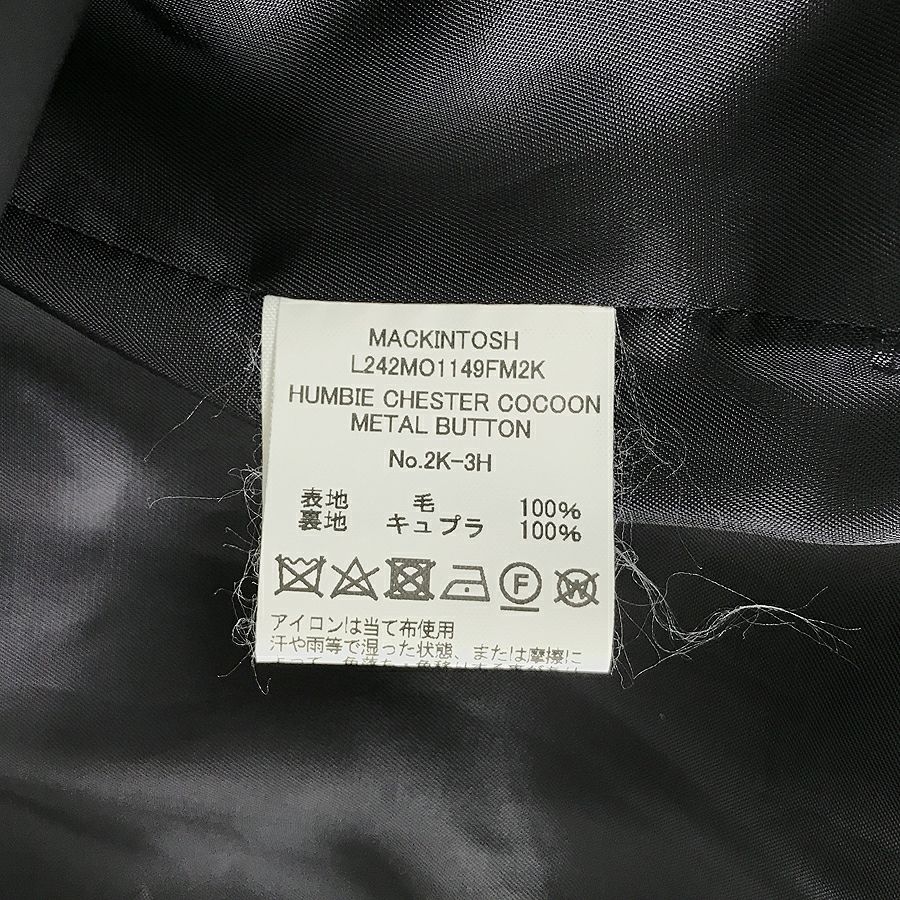 MACKINTOSH
L242MO1149FM2K
HUMBIE CHESTER COCOON
METAL BUTTON
No.2K-3H
表地 毛 100%
裏地 キュプラ 100%
F W
アイロンは当て布使用
汗や雨等で湿った状態、または摩擦に